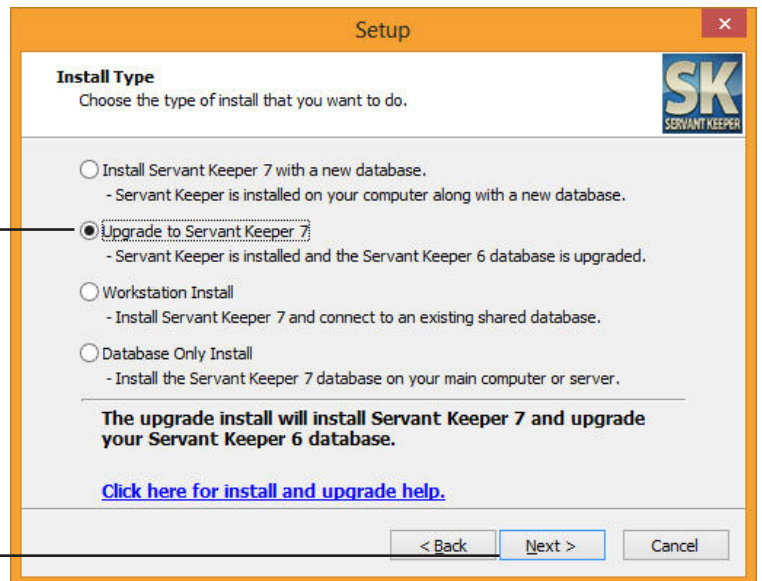 Setup
Install Type
Choose the type of install that you want to do.
SK
SERVANT KEEPER
Install Servant Keeper 7 with a new database.
- Servant Keeper is installed on your computer along with a new database.
Upgrade to Servant Keeper 7
- Servant Keeper is installed and the Servant Keeper 6 database is upgraded.
Workstation Install
- Install Servant Keeper 7 and connect to an existing shared database.
Database Only Install
- Install the Servant Keeper 7 database on your main computer or server.
The upgrade install will install Servant Keeper 7 and upgrade
your Servant Keeper 6 database.
Click here for install and upgrade help.
< Back Next > Cancel